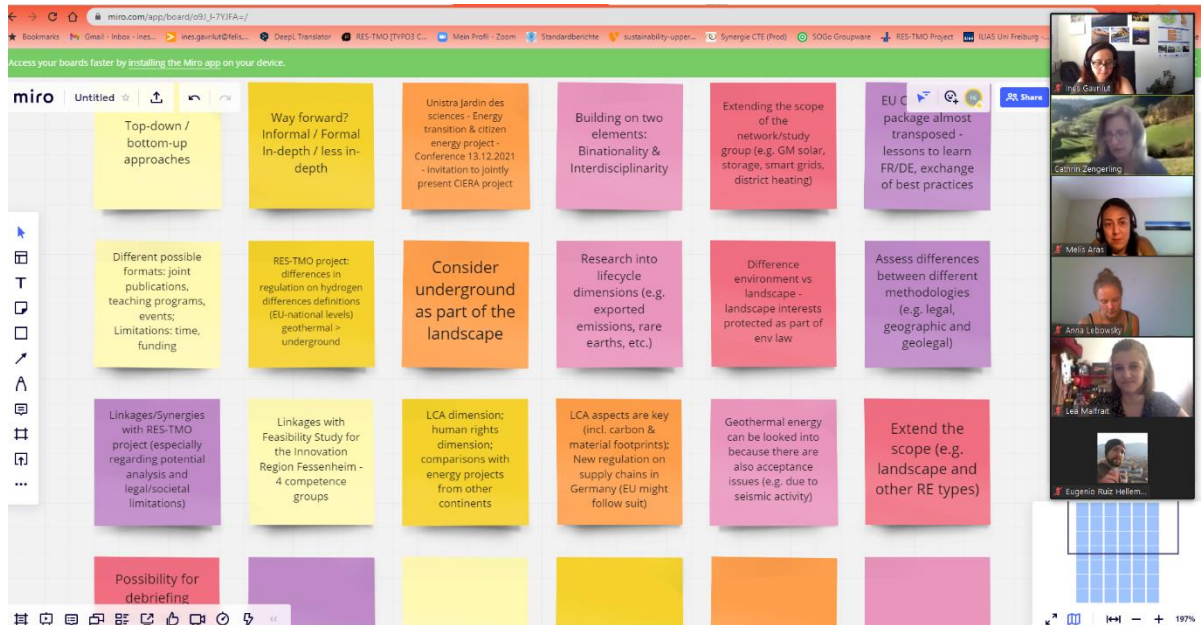 miro.com/app/board/o9J_l-7YJFA=/
Bookmarks
Gmail - Inbox - ines...
ines.gavrilut@felis...
DeepL Translator
RES-TMO [TYPO3 C...
Mein Profil - Zoom
Standardberichte
sustainability-upper...
Synergie CTE (Prod)
SOGo Groupware
RES-TMO Project
ILIAS Uni Freiburg -...
Access your boards faster by installing the Miro app on your device.
miro
Untitled
Share
Top-down /
bottom-up
approaches
Way forward?
Informal / Formal
In-depth / less in-
depth
Unistra Jardin des
sciences - Energy
transition & citizen
energy project -
Conference 13.12.2021
- Invitation to jointly
present CIERA project
Building on two
elements:
Binationality &
Interdisciplinarity
Extending the scope
of the
network/study
group (e.g. GM solar,
storage, smart grids,
district heating)
EU
package almost
transposed -
lessons to learn
FR/DE, exchange
of best practices
Different possible
formats: joint
publications,
teaching programs,
events;
Limitations: time,
funding
RES-TMO project:
differences in
regulation on hydrogen
differences definitions
(EU-national levels)
geothermal >
underground
Consider
underground
as part of the
landscape
Research into
lifecycle
dimensions (e.g.
exported
emissions, rare
earths, etc.)
Difference
environment vs
landscape -
landscape interests
protected as part of
env law
Assess differences
between different
methodologies
(e.g. legal,
geographic and
geolegal)
Linkages/Synergies
with RES-TMO
project (especially
regarding potential
analysis and
legal/societal
limitations)
Linkages with
Feasibility Study for
the Innovation
Region Fessenheim -
4 competence
groups
LCA dimension;
human rights
dimension;
comparisons with
energy projects
from other
continents
LCA aspects are key
(incl. carbon &
material footprints);
New regulation on
supply chains in
Germany (EU might
follow suit)
Geothermal energy
can be looked into
because there are
also acceptance
issues (e.g. due to
seismic activity)
Extend the
scope (e.g.
landscape and
other RE types)
Possibility for
debriefing
Ines Gavrilut
Cathrin Zengerling
Melis Aras
Anna Lebowsky
Lea Malfrait
Eugenio Ruiz Hellem...
197%